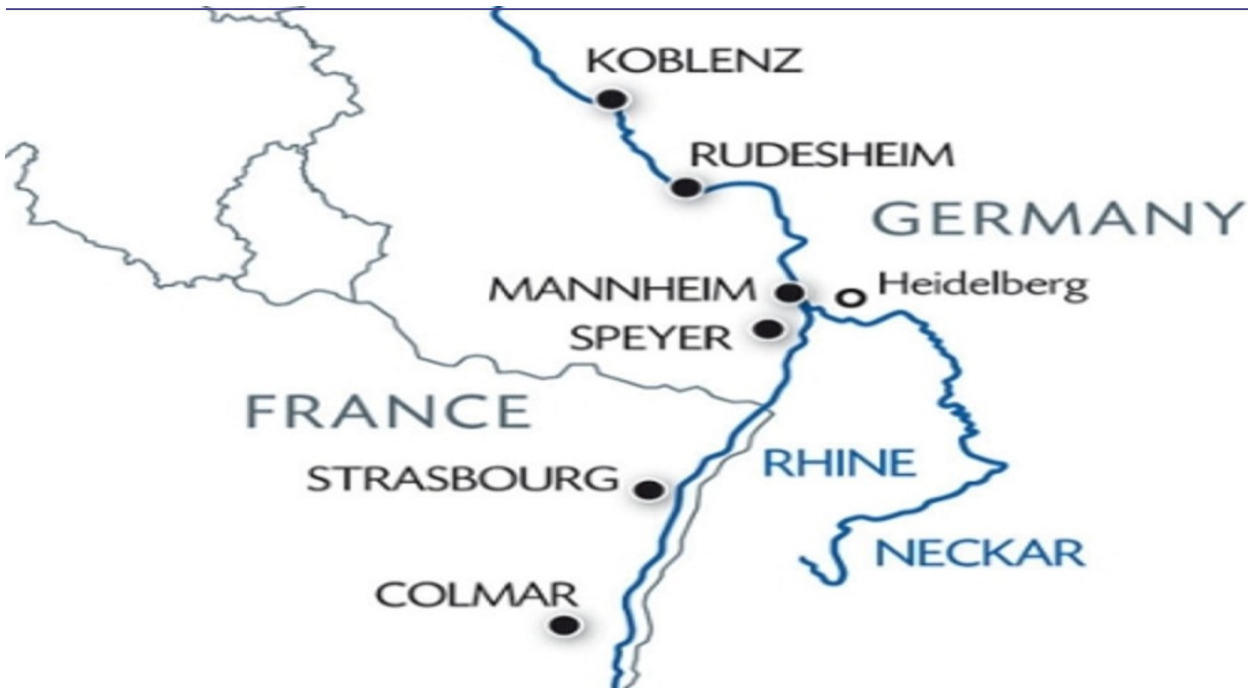 KOBLENZ
RUDESHEIM
GERMANY
MANNHEIM
Heidelberg
SPEYER
FRANCE
STRASBOURG
RHINE
NECKAR
COLMAR